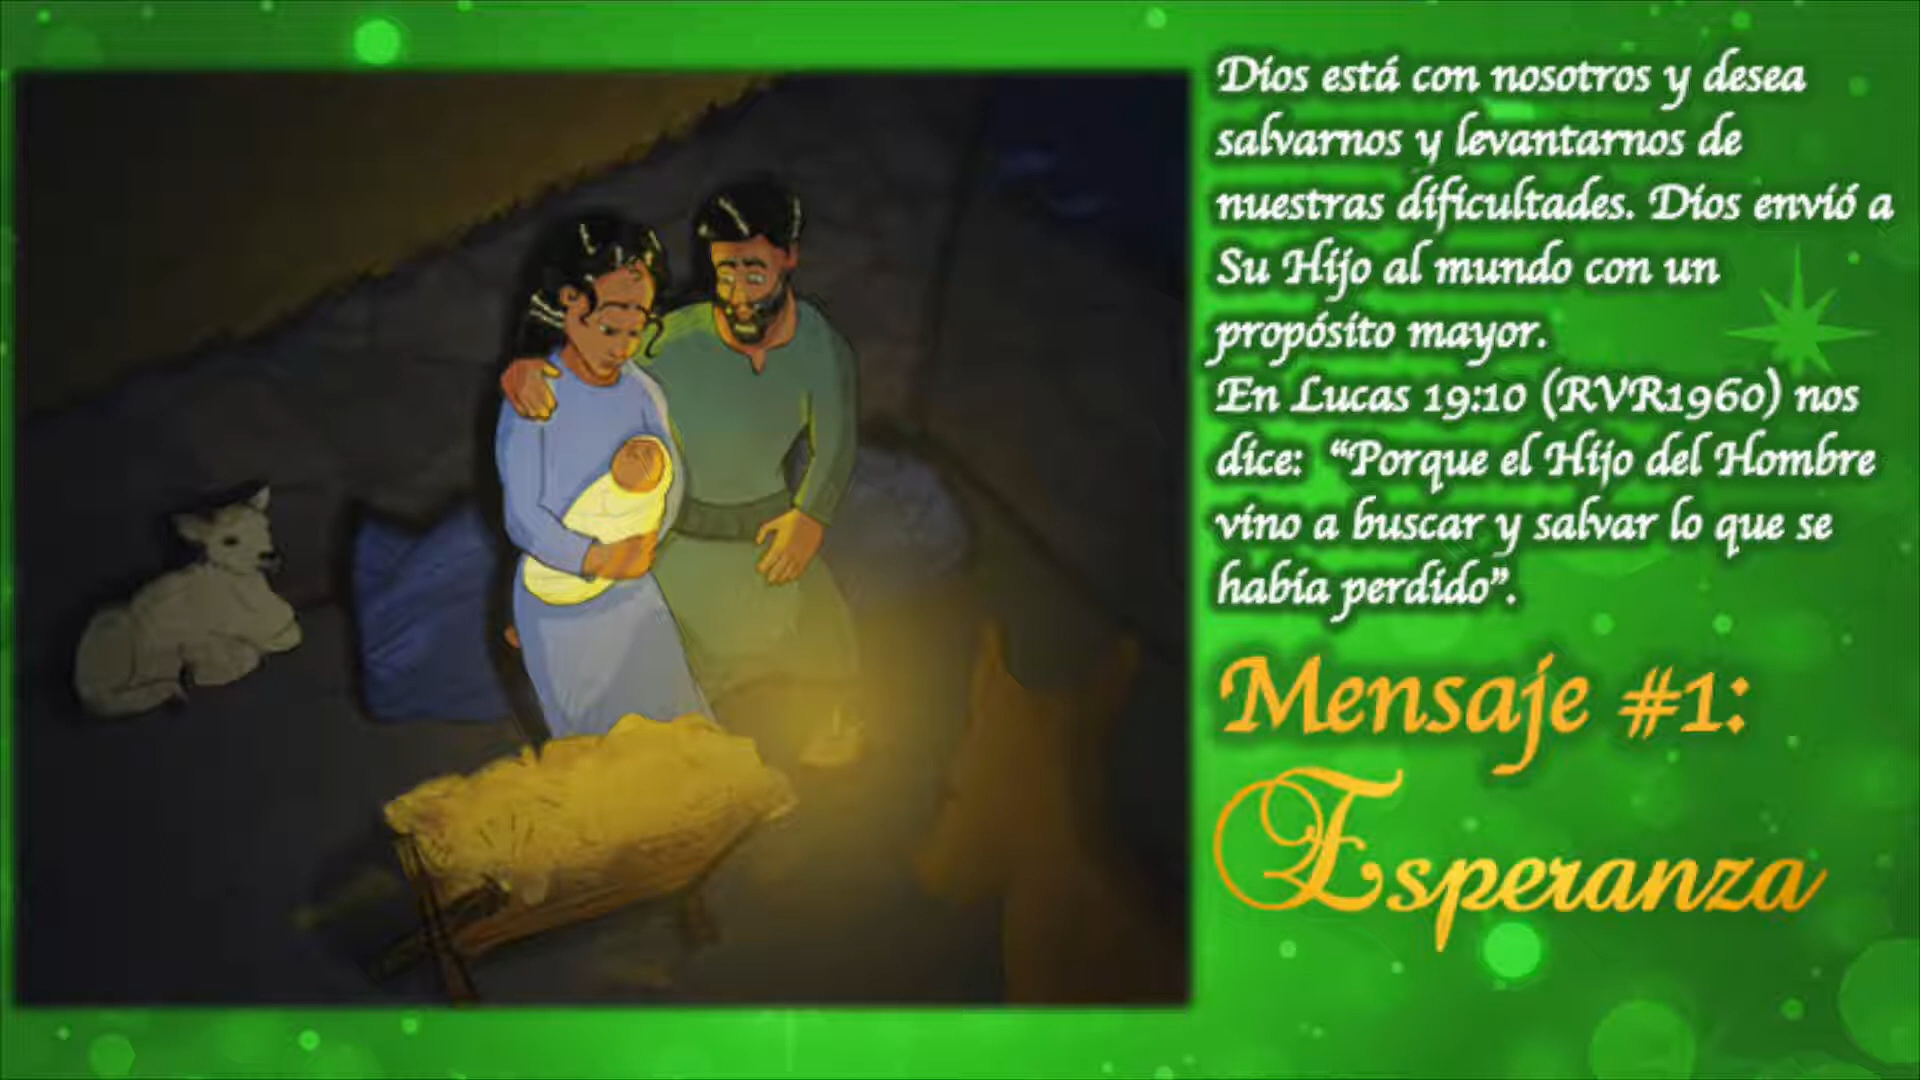 Dios está con nosotros y desea
salvarnos y levantarnos de
nuestras dificultades. Dios envió a
Su Hijo al mundo con un
propósito mayor.
En Lucas 19:10 (RVR1960) nos
dice: “Porque el Hijo del Hombre
vino a buscar y salvar lo que se
había perdido”.
Mensaje #1:
Esperanza